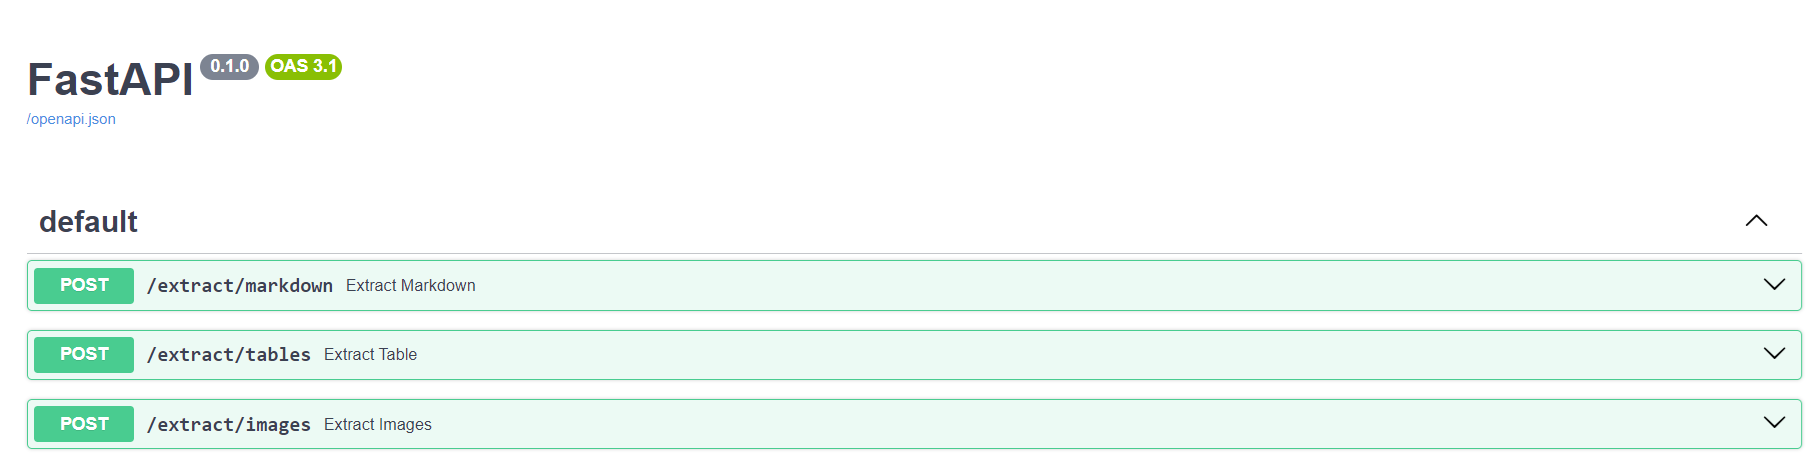 FastAPI 0.1.0 OAS 3.1
/openapi.json
default
POST /extract/markdown Extract Markdown
POST /extract/tables Extract Table
POST /extract/images Extract Images